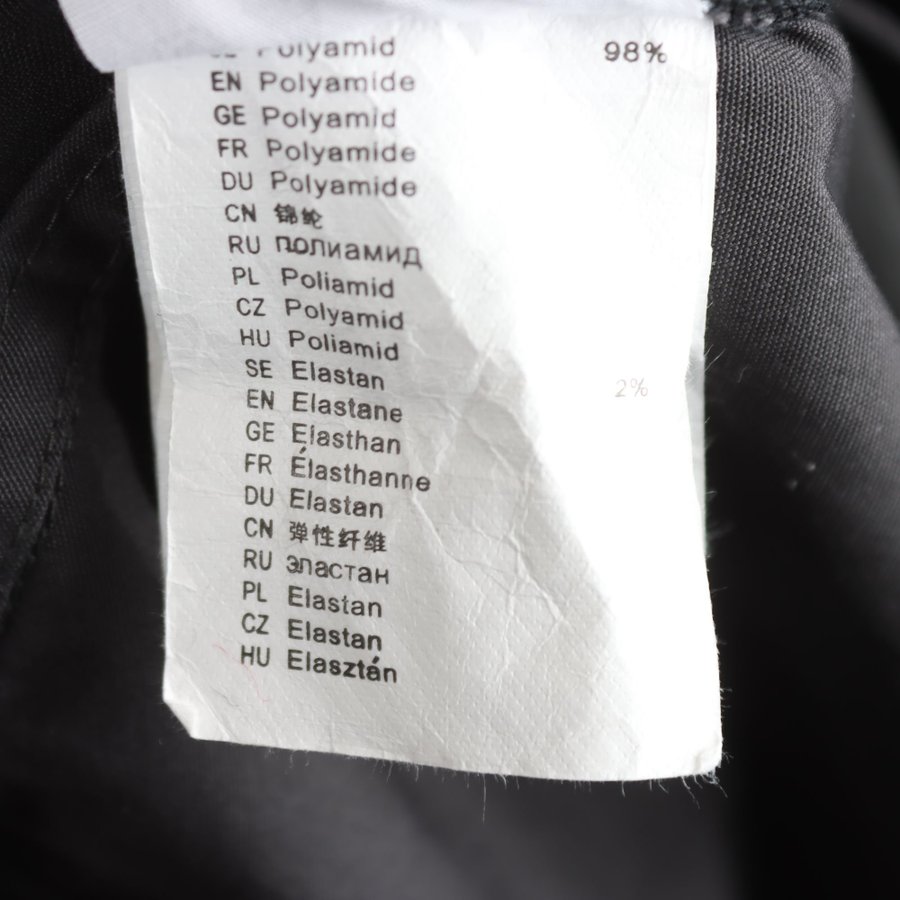 Polyamid 98%
EN Polyamide
GE Polyamid
FR Polyamide
DU Polyamide
CN 锦纶
RU ПОЛИАМИД
PL Poliamid
CZ Polyamid
HU Poliamid
SE Elastan 2%
EN Elastane
GE Elasthan
FR Élasthanne
DU Elastan
CN 弹性纤维
RU эластан
PL Elastan
CZ Elastan
HU Elasztán